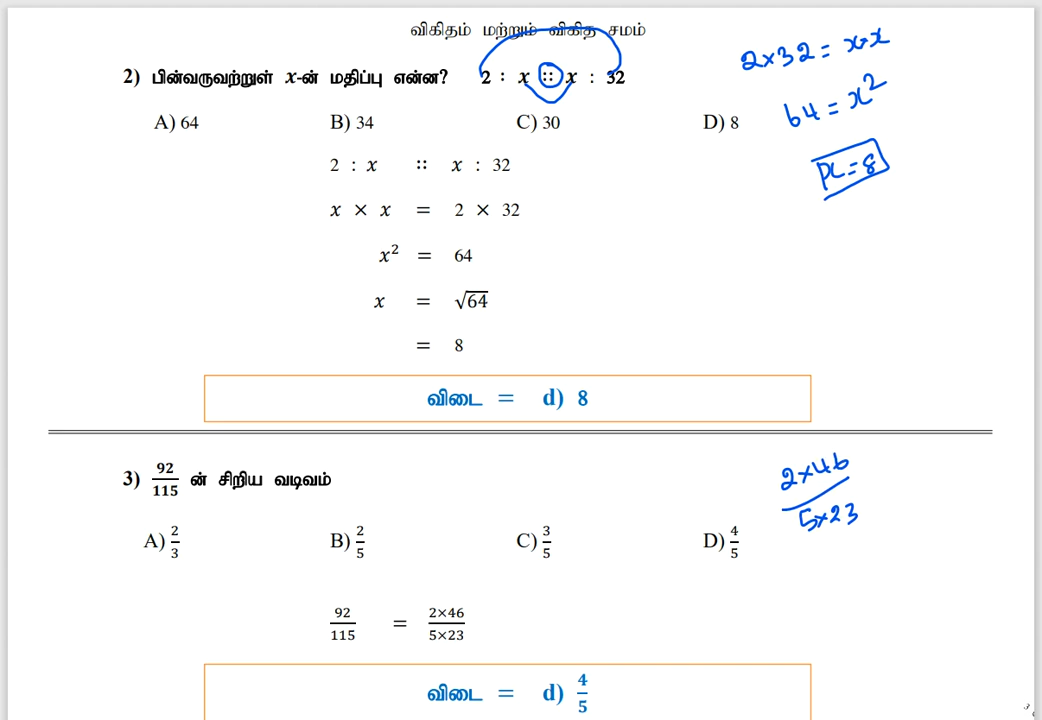 விகிதம் மற்றும் விகித சமம்
2) பின்வருவற்றுள் x-ன் மதிப்பு என்ன? 2 : x :: x : 32
2×32 = x×x
64 = x²
x = 8
A) 64 B) 34 C) 30 D) 8
2 : x :: x : 32
x × x = 2 × 32
x² = 64
x = √64
= 8
விடை = d) 8
3) 92/115 ன் சிறிய வடிவம்
2×46/5×23
A) 2/3 B) 2/5 C) 3/5 D) 4/5
92/115 = 2×46/5×23
விடை = d) 4/5